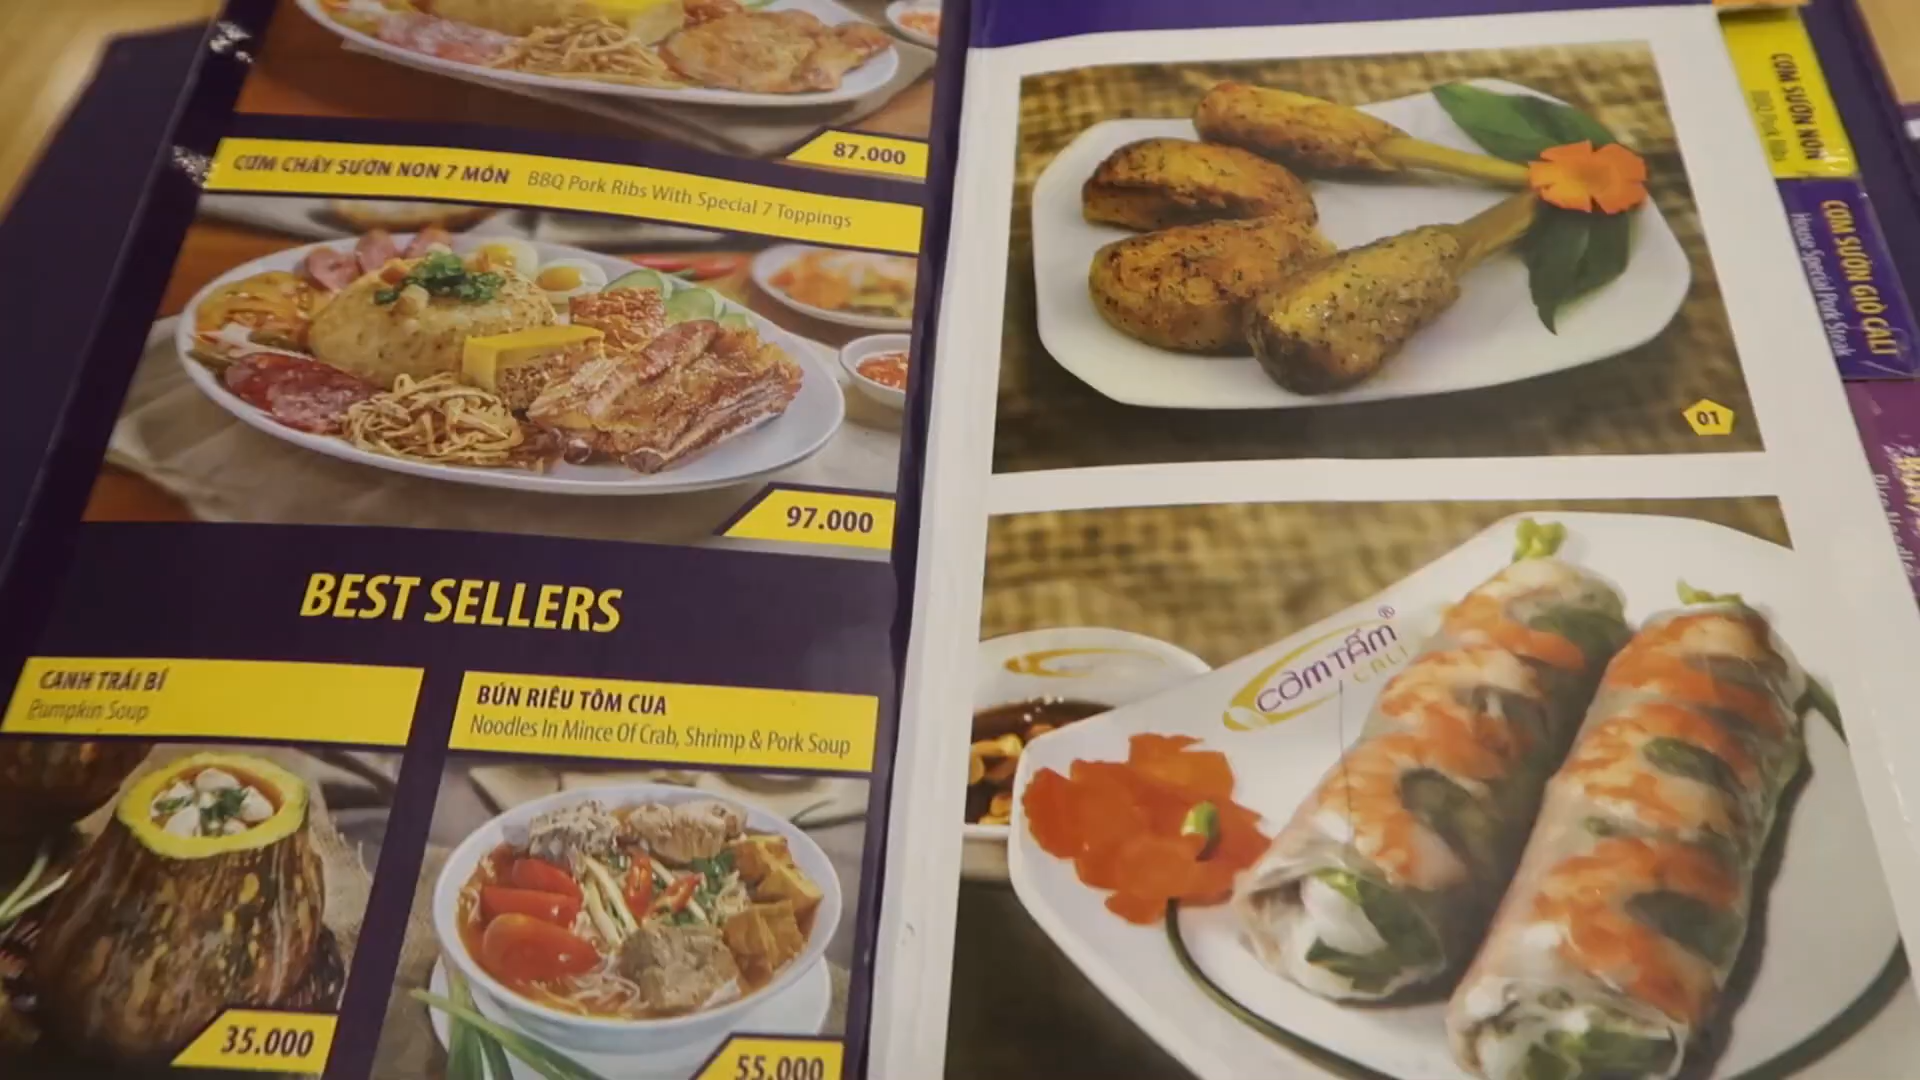 87.000
CƠM CHÁY SƯỜN NON 7 MÓN BBQ Pork Ribs With Special 7 Toppings
97.000
BEST SELLERS
CANH TRÁI BÍ
Pumpkin Soup
35.000
BÚN RIÊU TÔM CUA
Noodles In Mince Of Crab, Shrimp & Pork Soup
55.000
01
CƠM TẤM®
CALI
CƠM SƯỜN NON
BBQ Pork Ribs
CƠM SƯỜN GIÒ CALI
House Special Pork Steak